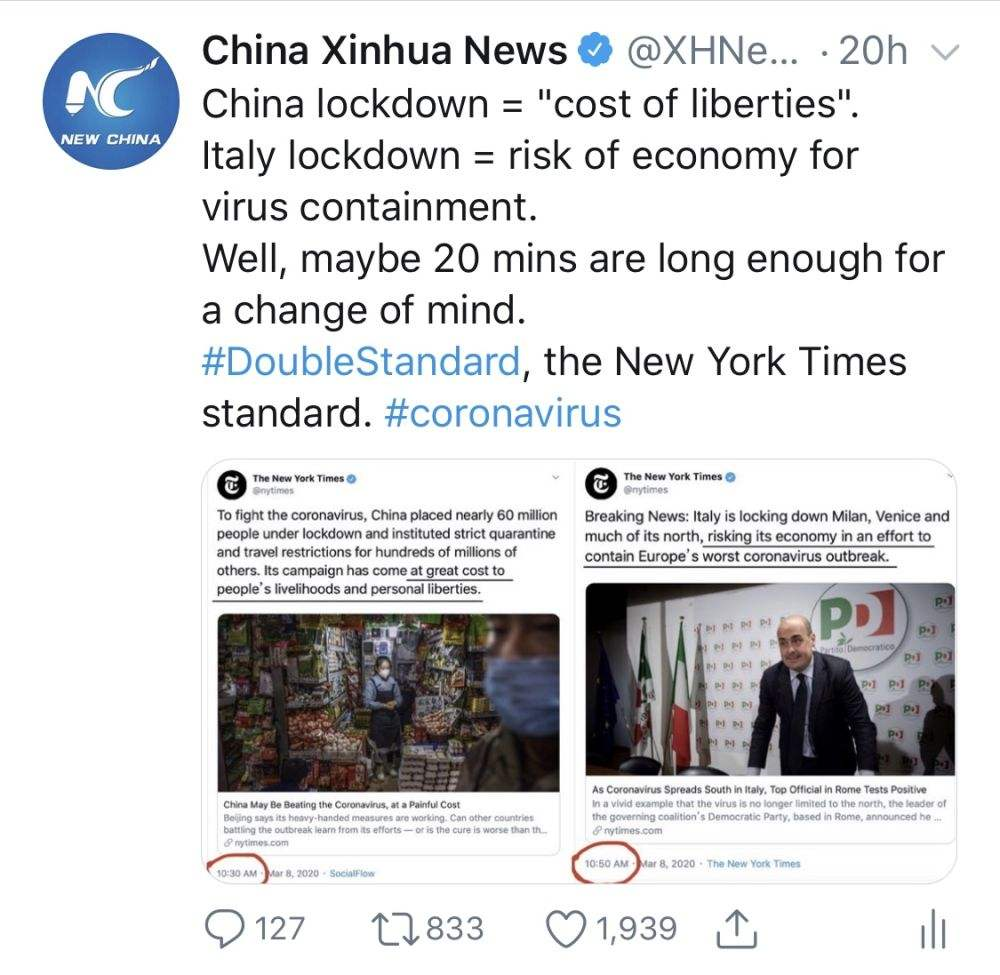 China Xinhua News @XHNe... · 20h
NEW CHINA
China lockdown = "cost of liberties".
Italy lockdown = risk of economy for
virus containment.
Well, maybe 20 mins are long enough for
a change of mind.
#DoubleStandard, the New York Times
standard. #coronavirus
The New York Times
@nytimes
To fight the coronavirus, China placed nearly 60 million
people under lockdown and instituted strict quarantine
and travel restrictions for hundreds of millions of
others. Its campaign has come at great cost to
people's livelihoods and personal liberties.
China May Be Beating the Coronavirus, at a Painful Cost
Beijing says its heavy-handed measures are working. Can other countries
battling the outbreak learn from its efforts — or is the cure is worse than th...
nytimes.com
10:30 AM · Mar 8, 2020 · SocialFlow
The New York Times
@nytimes
Breaking News: Italy is locking down Milan, Venice and
much of its north, risking its economy in an effort to
contain Europe's worst coronavirus outbreak.
PD
Partito Democratico
As Coronavirus Spreads South in Italy, Top Official in Rome Tests Positive
In a vivid example that the virus is no longer limited to the north, the leader of
the governing coalition's Democratic Party, based in Rome, announced he ...
nytimes.com
10:50 AM · Mar 8, 2020 · The New York Times
127 833 1,939